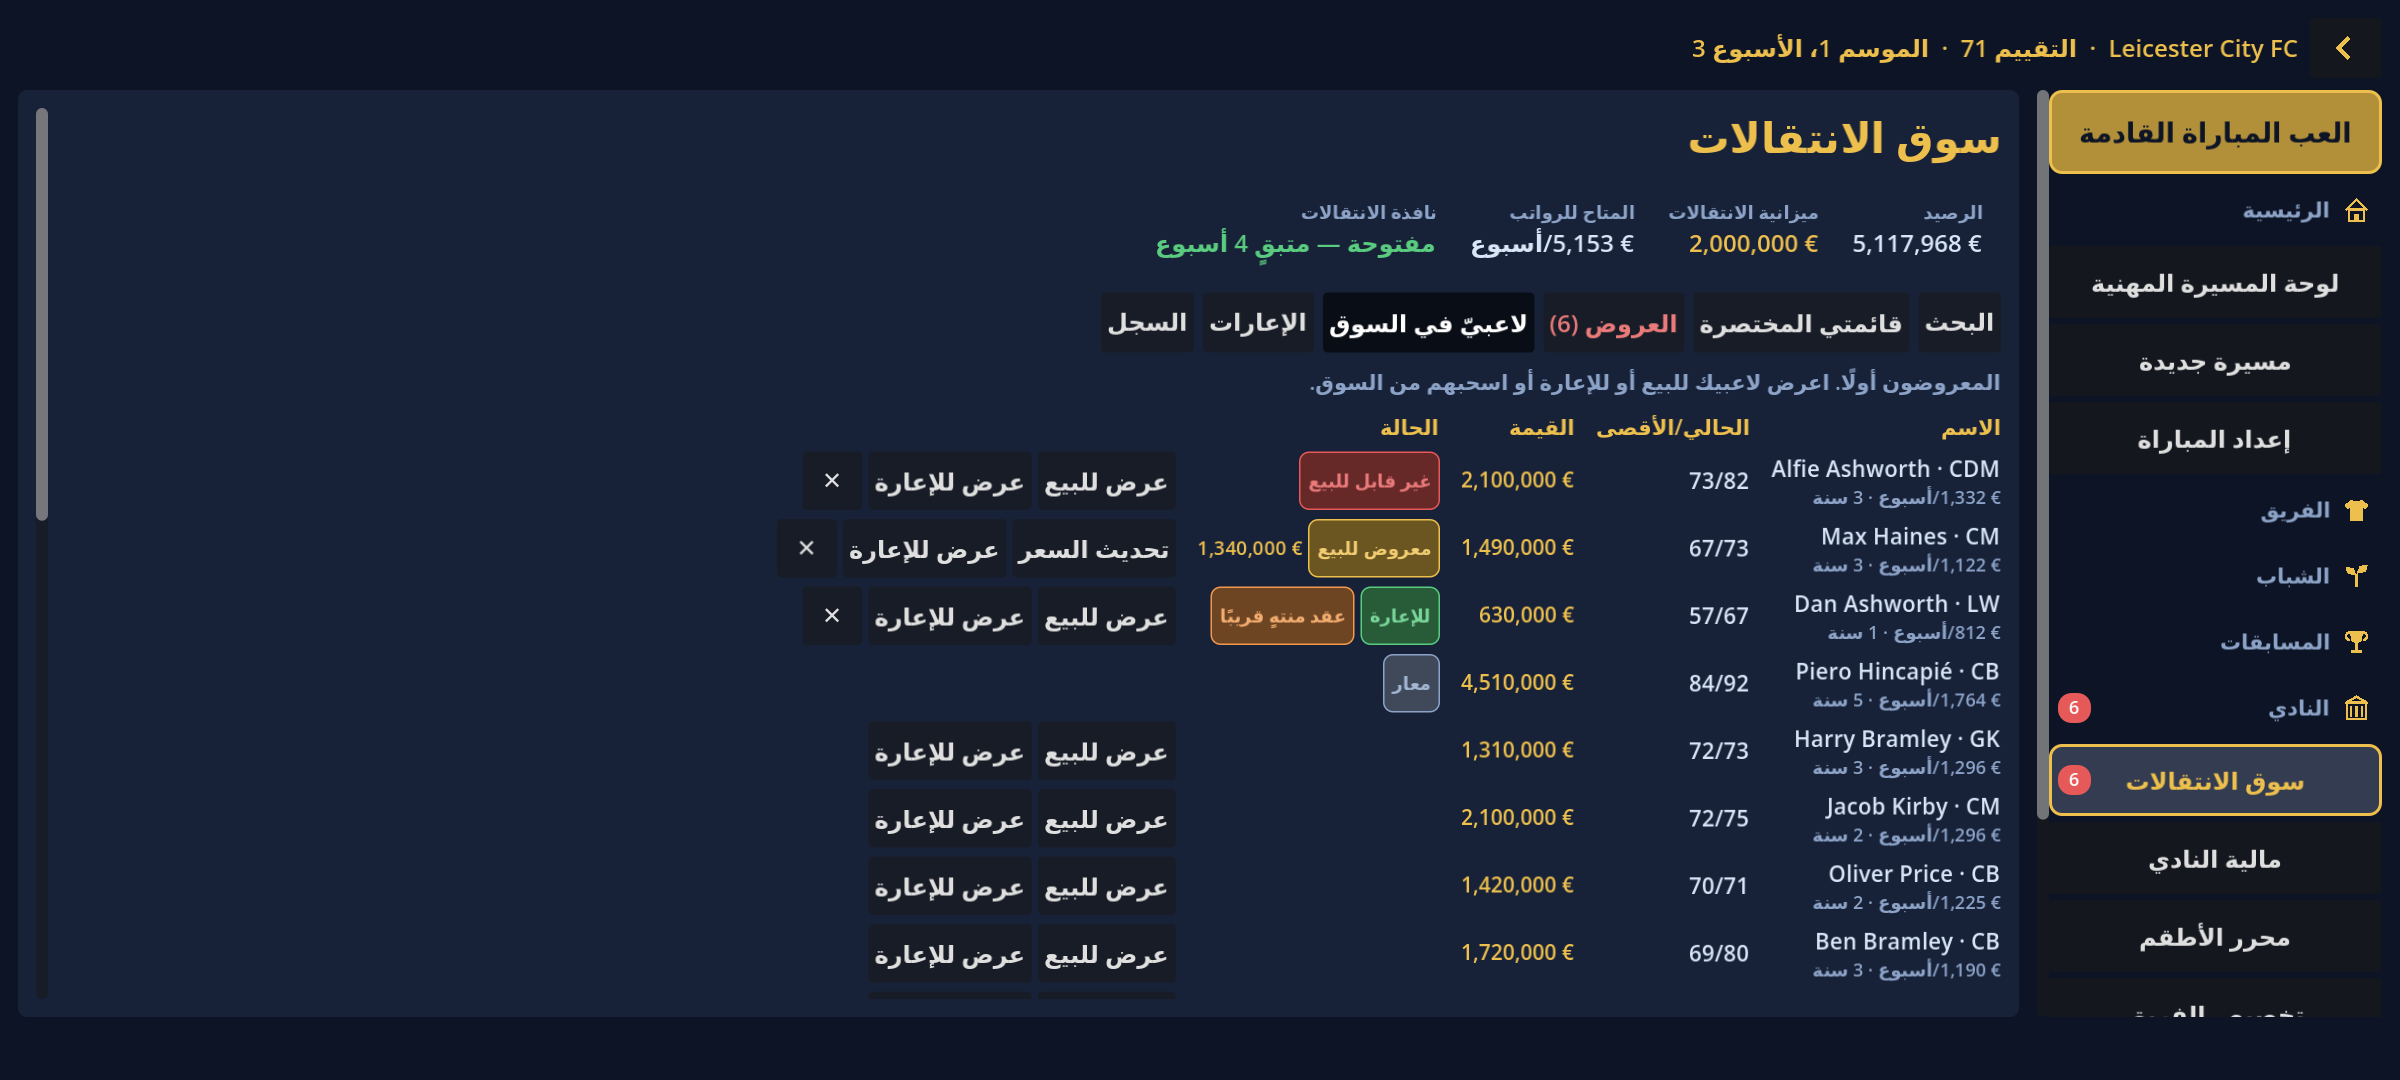 Leicester City FC · التقييم 71 · الموسم 1، الأسبوع 3
العب المباراة القادمة
الرئيسية
لوحة المسيرة المهنية
مسيرة جديدة
إعداد المباراة
الفريق
الشباب
المسابقات
النادي 6
سوق الانتقالات 6
مالية النادي
محرر الأطقم
سوق الانتقالات
الرصيد ميزانية الانتقالات المتاح للرواتب نافذة الانتقالات
5,117,968 € 2,000,000 € 5,153 €/أسبوع مفتوحة — متبقٍ 4 أسبوع
البحث قائمتي المختصرة العروض (6) لاعبيّ في السوق الإعارات السجل
المعروضون أولًا. اعرض لاعبيك للبيع أو للإعارة أو اسحبهم من السوق.
الاسم الحالي/الأقصى القيمة الحالة
Alfie Ashworth · CDM 73/82 2,100,000 € غير قابل للبيع عرض للبيع عرض للإعارة ✕
1,332 €/أسبوع · 3 سنة
Max Haines · CM 67/73 1,490,000 € معروض للبيع 1,340,000 € تحديث السعر عرض للإعارة ✕
1,122 €/أسبوع · 3 سنة
Dan Ashworth · LW 57/67 630,000 € للإعارة عقد منتهٍ قريبًا عرض للبيع عرض للإعارة ✕
812 €/أسبوع · 1 سنة
Piero Hincapié · CB 84/92 4,510,000 € معار
1,764 €/أسبوع · 5 سنة
Harry Bramley · GK 72/73 1,310,000 € عرض للبيع عرض للإعارة
1,296 €/أسبوع · 3 سنة
Jacob Kirby · CM 72/75 2,100,000 € عرض للبيع عرض للإعارة
1,296 €/أسبوع · 2 سنة
Oliver Price · CB 70/71 1,420,000 € عرض للبيع عرض للإعارة
1,225 €/أسبوع · 2 سنة
Ben Bramley · CB 69/80 1,720,000 € عرض للبيع عرض للإعارة
1,190 €/أسبوع · 3 سنة